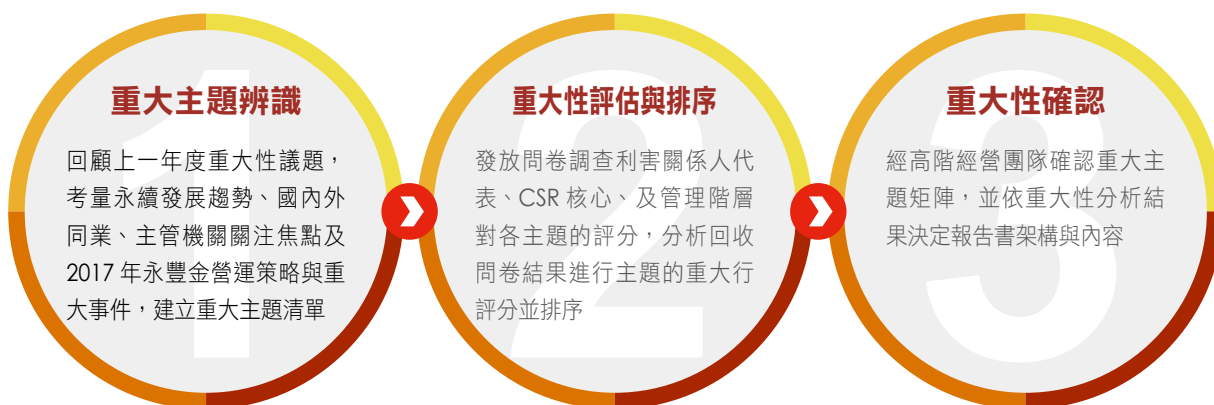 1
重大主題辨識
回顧上一年度重大性議題，
考量永續發展趨勢、國內外
同業、主管機關關注焦點及
2017 年永豐金營運策略與重
大事件，建立重大主題清單
2
重大性評估與排序
發放問卷調查利害關係人代
表、CSR 核心、及管理階層
對各主題的評分，分析回收
問卷結果進行主題的重大行
評分並排序
3
重大性確認
經高階經營團隊確認重大主
題矩陣，並依重大性分析結
果決定報告書架構與內容